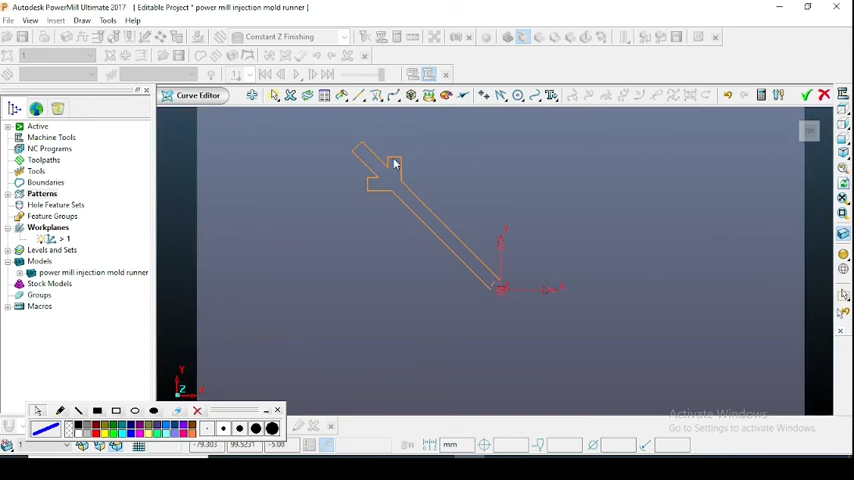 Autodesk PowerMill Ultimate 2017 - [ Editable Project * power mill injection mold runner ]
File View Insert Draw Tools Help
Constant Z Finishing
1
1
Curve Editor
Active
Machine Tools
NC Programs
Toolpaths
Tools
Boundaries
Patterns
Hole Feature Sets
Feature Groups
Workplanes
> 1
Levels and Sets
Models
power mill injection mold runner
Stock Models
Groups
Macros
Y
X
Y
Z
X
Activate Windows
Go to Settings to activate Windows.
1
79.303 99.5231 -5.08
mm